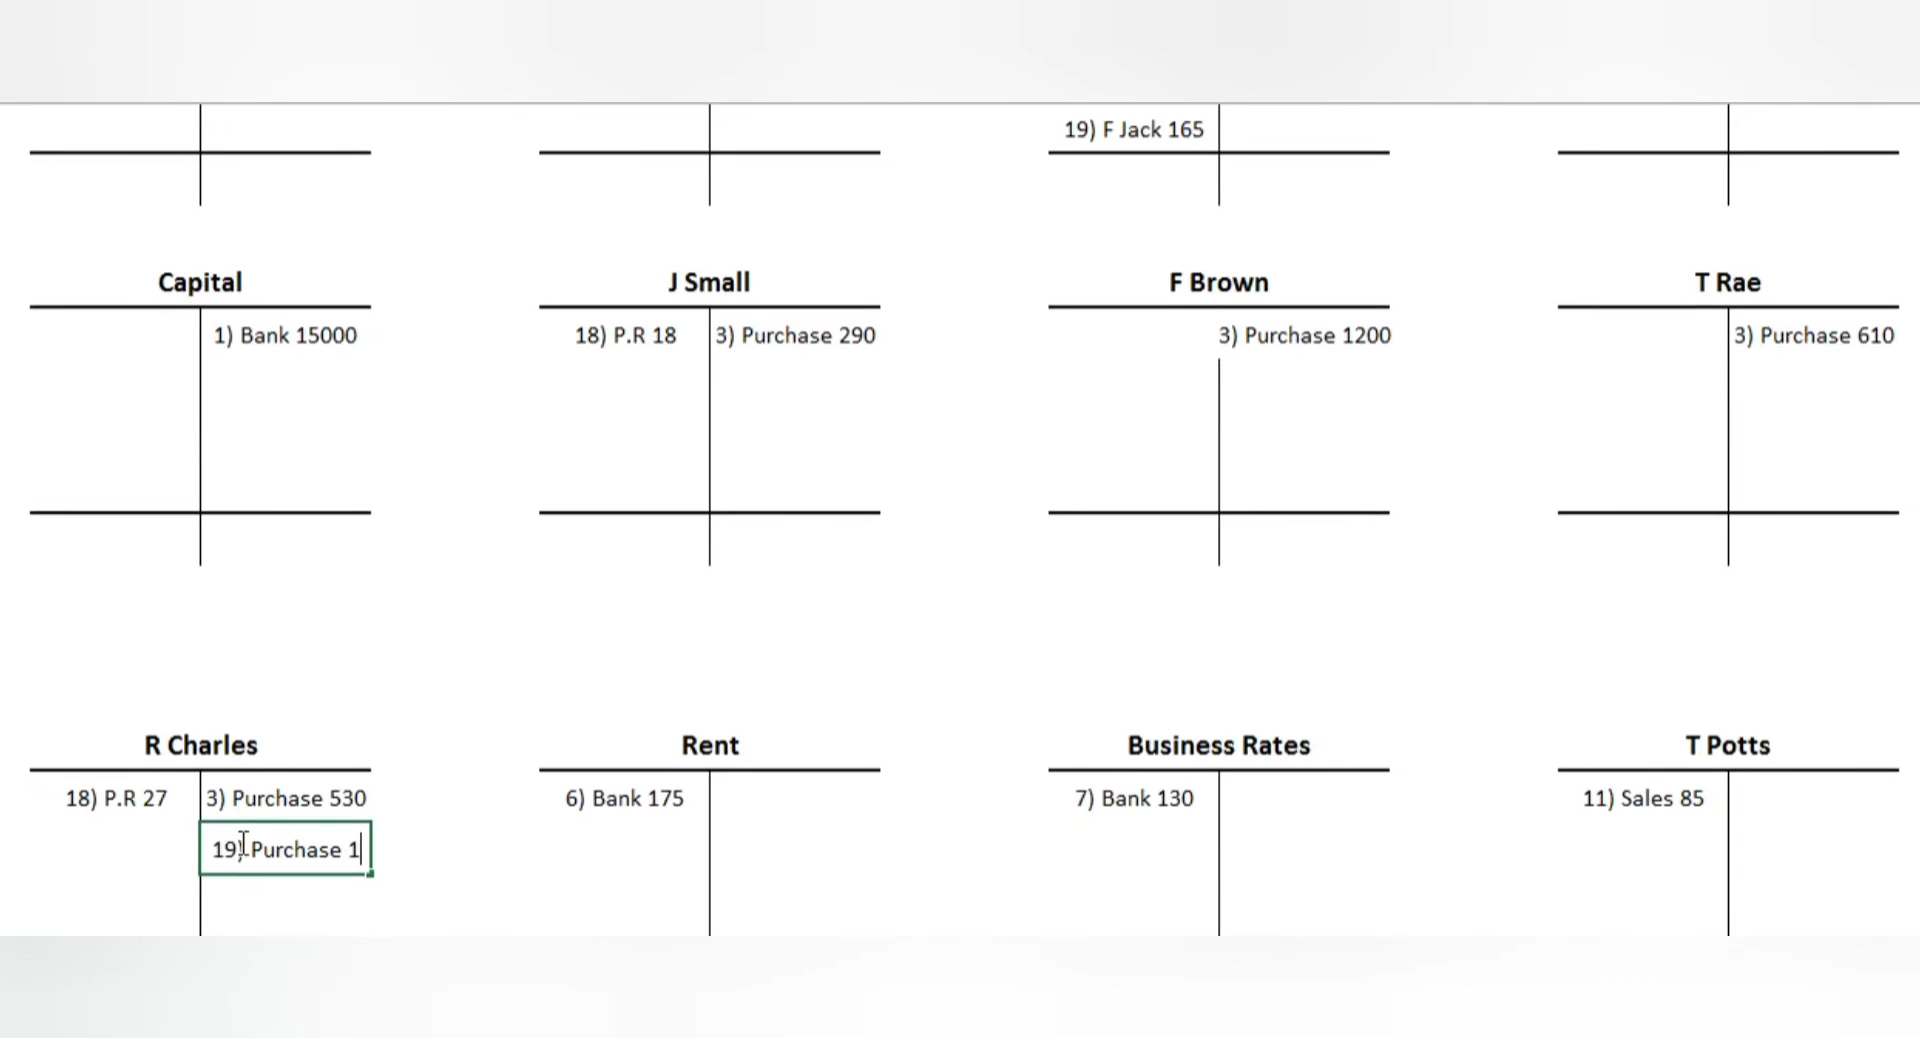 19) F Jack 165
Capital
J Small
F Brown
T Rae
1) Bank 15000
18) P.R 18
3) Purchase 290
3) Purchase 1200
3) Purchase 610
R Charles
Rent
Business Rates
T Potts
18) P.R 27
3) Purchase 530
6) Bank 175
7) Bank 130
11) Sales 85
19) Purchase 1